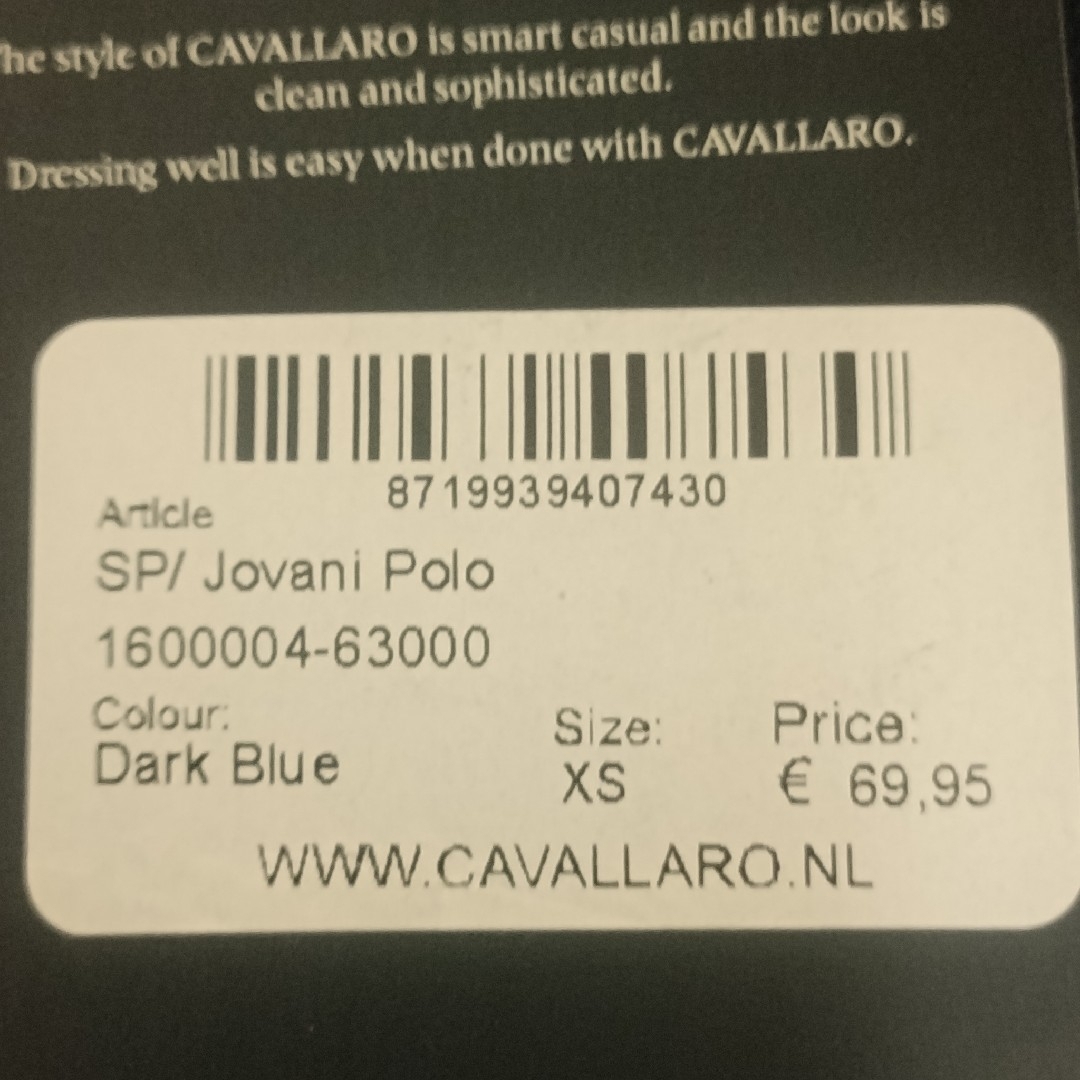 The style of CAVALLARO is smart casual and the look is
clean and sophisticated.
Dressing well is easy when done with CAVALLARO.
8719939407430
Article
SP/ Jovani Polo
1600004-63000
Colour:
Dark Blue
Size:
XS
Price:
€ 69,95
WWW.CAVALLARO.NL